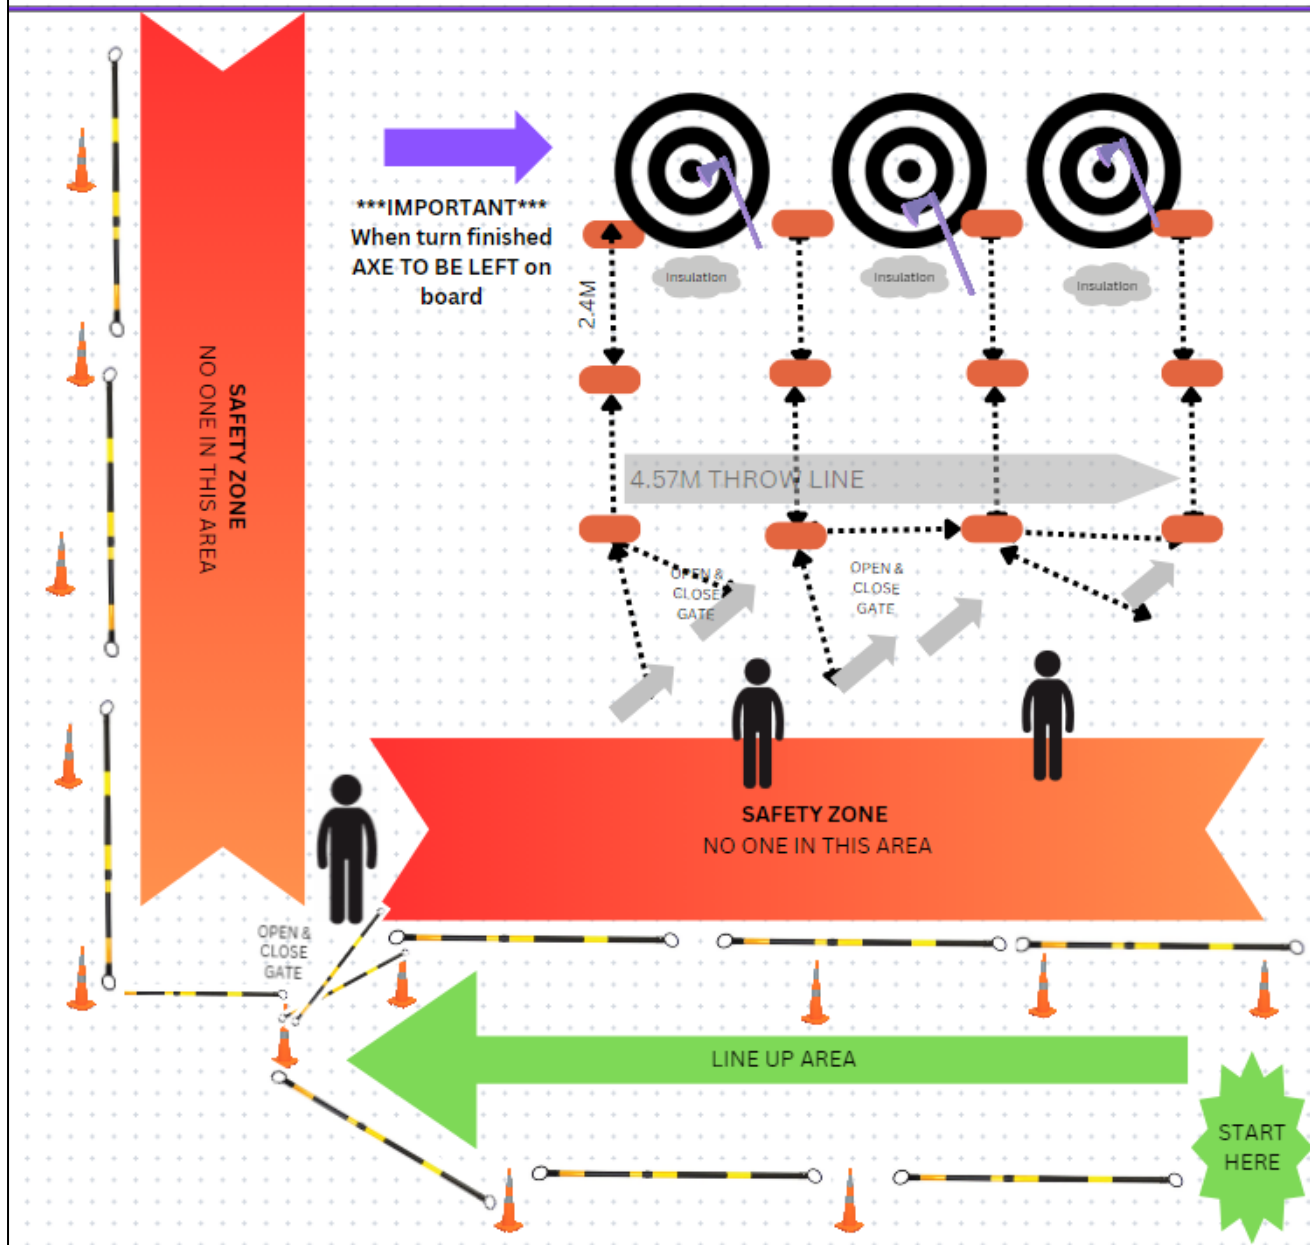 ***IMPORTANT***
When turn finished
AXE TO BE LEFT on
board
Insulation
Insulation
Insulation
2.4M
SAFETY ZONE
NO ONE IN THIS AREA
4.57M THROW LINE
OPEN &
CLOSE
GATE
OPEN &
CLOSE
GATE
SAFETY ZONE
NO ONE IN THIS AREA
OPEN &
CLOSE
GATE
LINE UP AREA
START
HERE